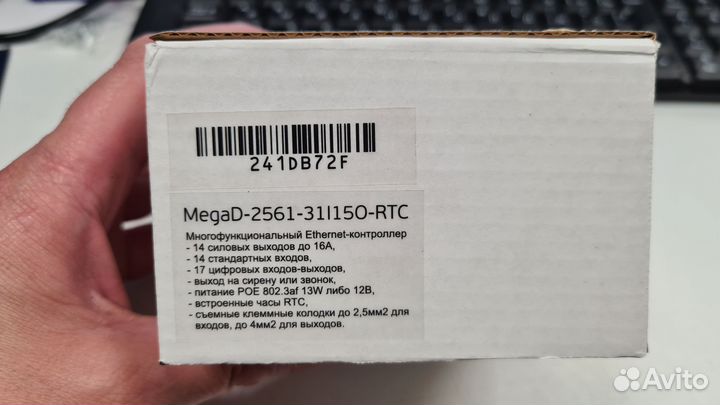 241DB72F
MegaD-2561-31I15O-RTC
Многофункциональный Ethernet-контроллер
- 14 силовых выходов до 16А,
- 14 стандартных входов,
- 17 цифровых входов-выходов,
- выход на сирену или звонок,
- питание POE 802.3af 13W либо 12В,
- встроенные часы RTC,
- съемные клеммные колодки до 2,5мм2 для
входов, до 4мм2 для выходов.
Avito